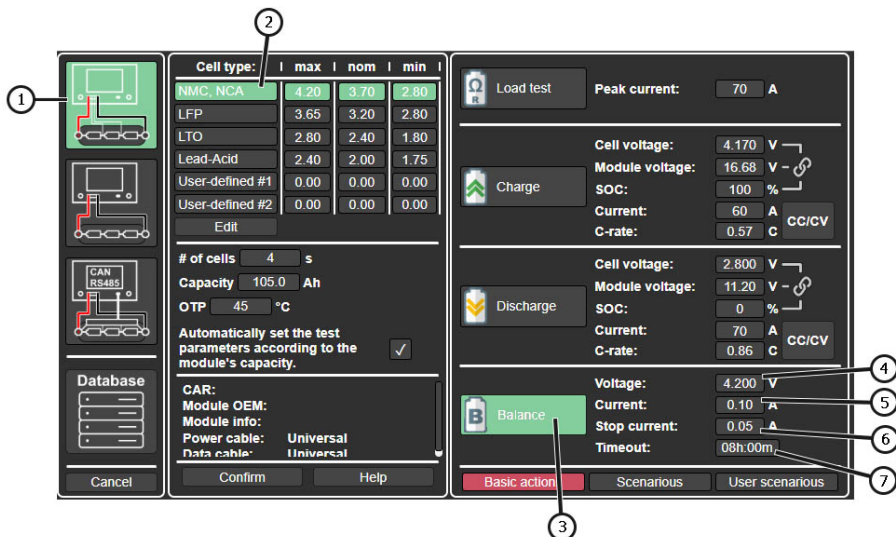 1
2
Cell type: max nom min
NMC, NCA 4.20 3.70 2.80
LFP 3.65 3.20 2.80
LTO 2.80 2.40 1.80
Lead-Acid 2.40 2.00 1.75
User-defined #1 0.00 0.00 0.00
User-defined #2 0.00 0.00 0.00
Edit
# of cells 4 s
Capacity 105.0 Ah
OTP 45 °C
Automatically set the test
parameters according to the
module's capacity.
CAN
RS485
Database
Cancel
CAR:
Module OEM:
Module info:
Power cable: Universal
Data cable: Universal
Confirm Help
Ω
R
Load test Peak current: 70 A
Charge
Cell voltage: 4.170 V
Module voltage: 16.68 V
SOC: 100 %
Current: 60 A
C-rate: 0.57 C
CC/CV
Discharge
Cell voltage: 2.800 V
Module voltage: 11.20 V
SOC: 0 %
Current: 70 A
C-rate: 0.86 C
CC/CV
B
Balance
Voltage: 4.200 V
Current: 0.10 A
Stop current: 0.05 A
Timeout: 08h:00m
Basic actions Scenarious User scenarious
4
5
6
7
3